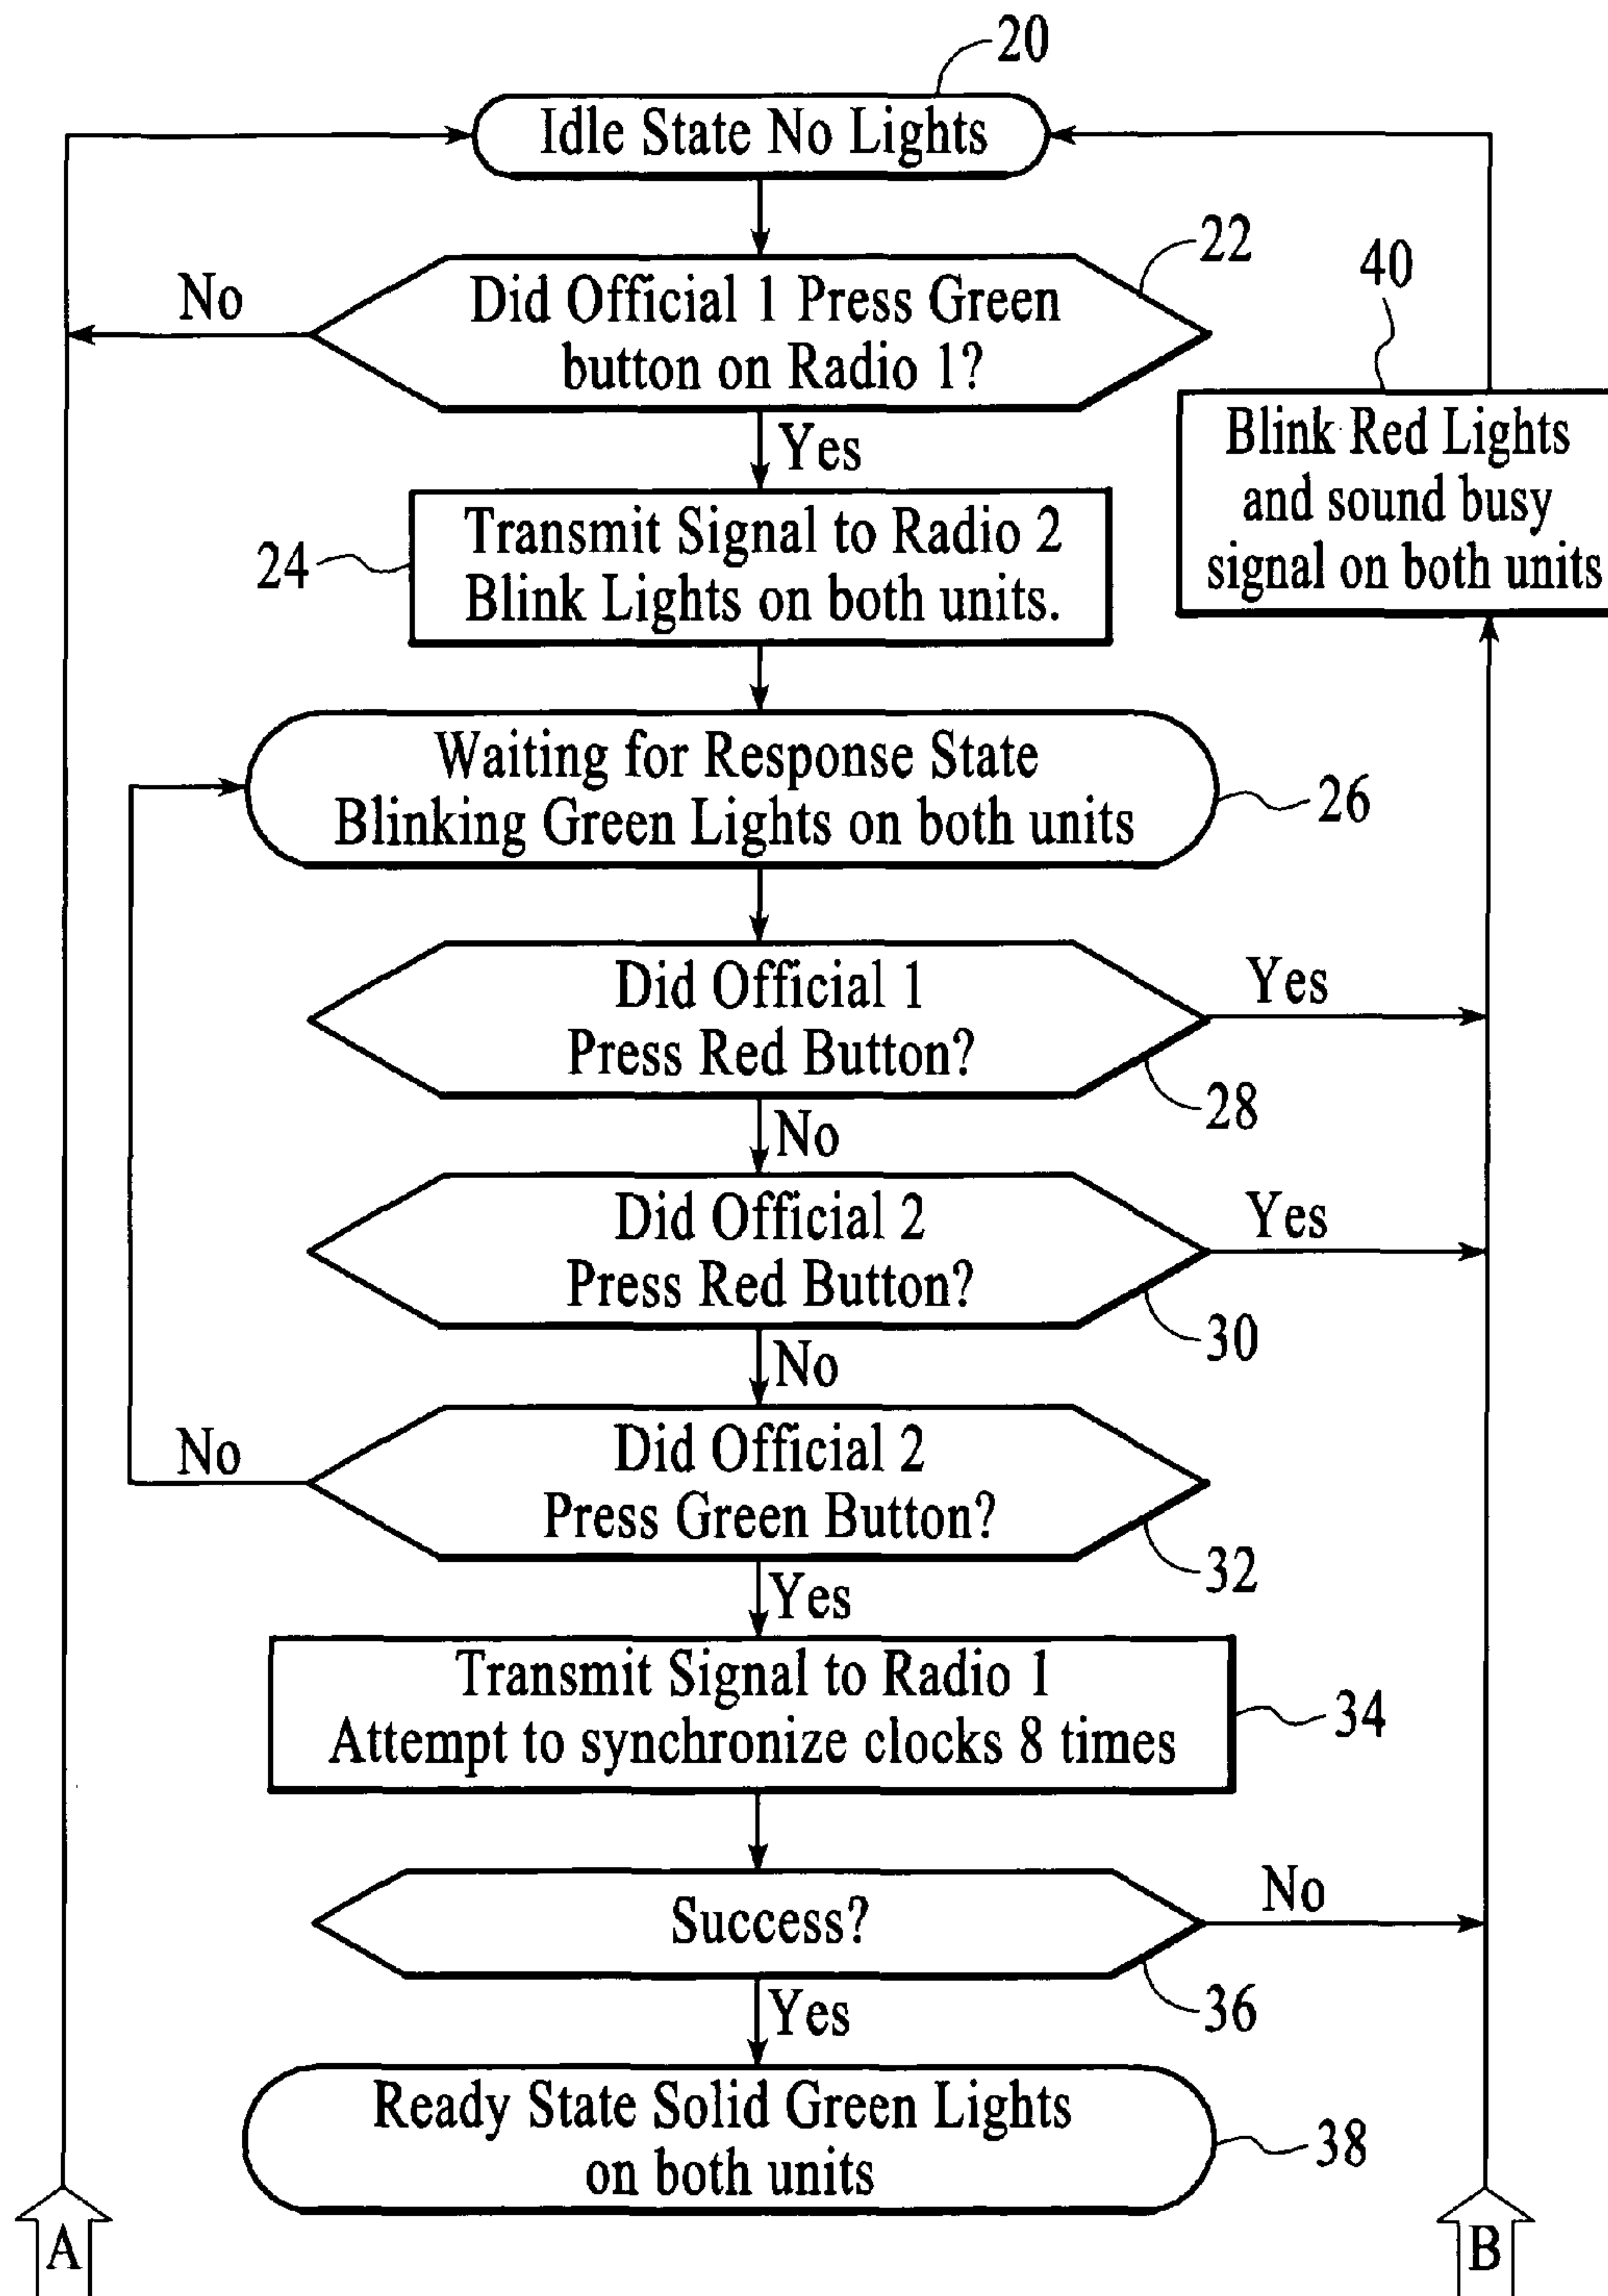 20
Idle State No Lights
22
No
Did Official 1 Press Green
button on Radio 1?
40
Yes
Blink Red Lights
and sound busy
signal on both units
24
Transmit Signal to Radio 2
Blink Lights on both units.
Waiting for Response State
Blinking Green Lights on both units
26
Did Official 1
Press Red Button?
Yes
28
No
Did Official 2
Press Red Button?
Yes
30
No
No
Did Official 2
Press Green Button?
32
Yes
Transmit Signal to Radio 1
Attempt to synchronize clocks 8 times
34
Success?
No
36
Yes
Ready State Solid Green Lights
on both units
38
A
B